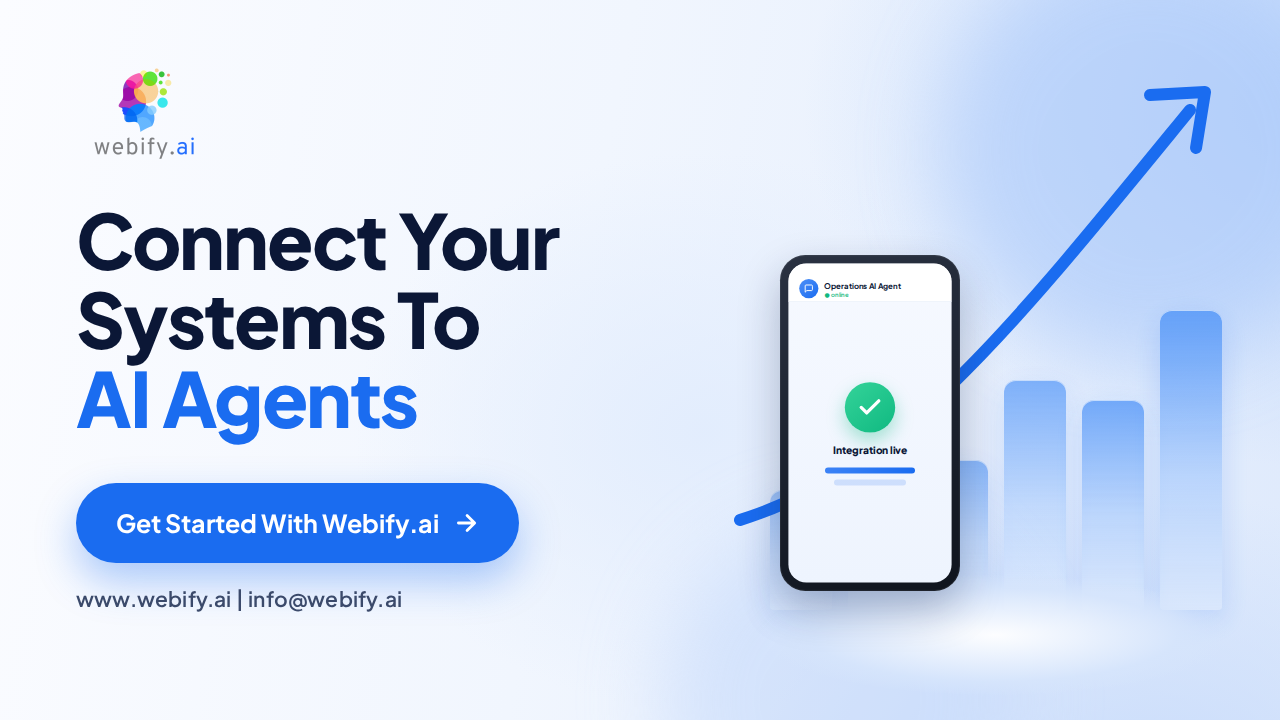 webify.ai
Connect Your
Systems To
AI Agents
Get Started With Webify.ai
www.webify.ai | info@webify.ai
Operations AI Agent
online
Integration live